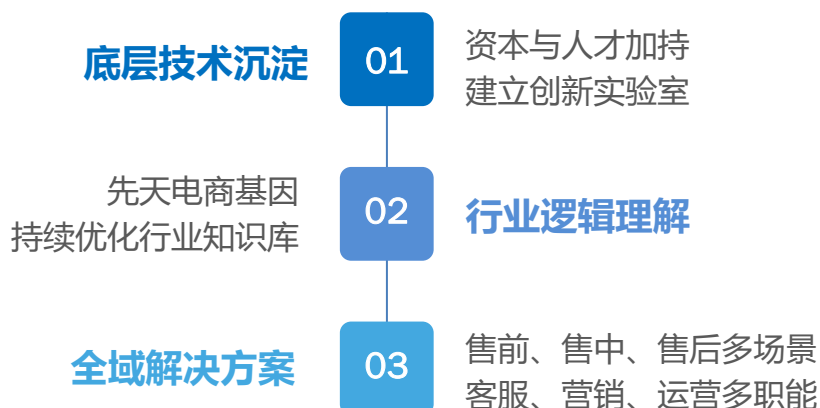 底层技术沉淀
01
资本与人才加持
建立创新实验室
先天电商基因
持续优化行业知识库
02
行业逻辑理解
全域解决方案
03
售前、售中、售后多场景
客服、营销、运营多职能